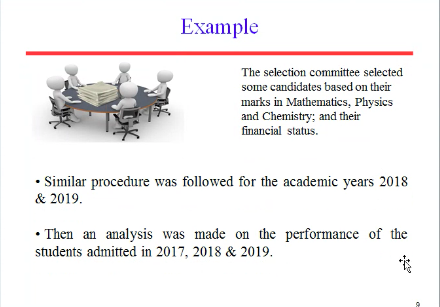 Example
The selection committee selected
some candidates based on their
marks in Mathematics, Physics
and Chemistry; and their
financial status.
• Similar procedure was followed for the academic years 2018
& 2019.
• Then an analysis was made on the performance of the
students admitted in 2017, 2018 & 2019.
9